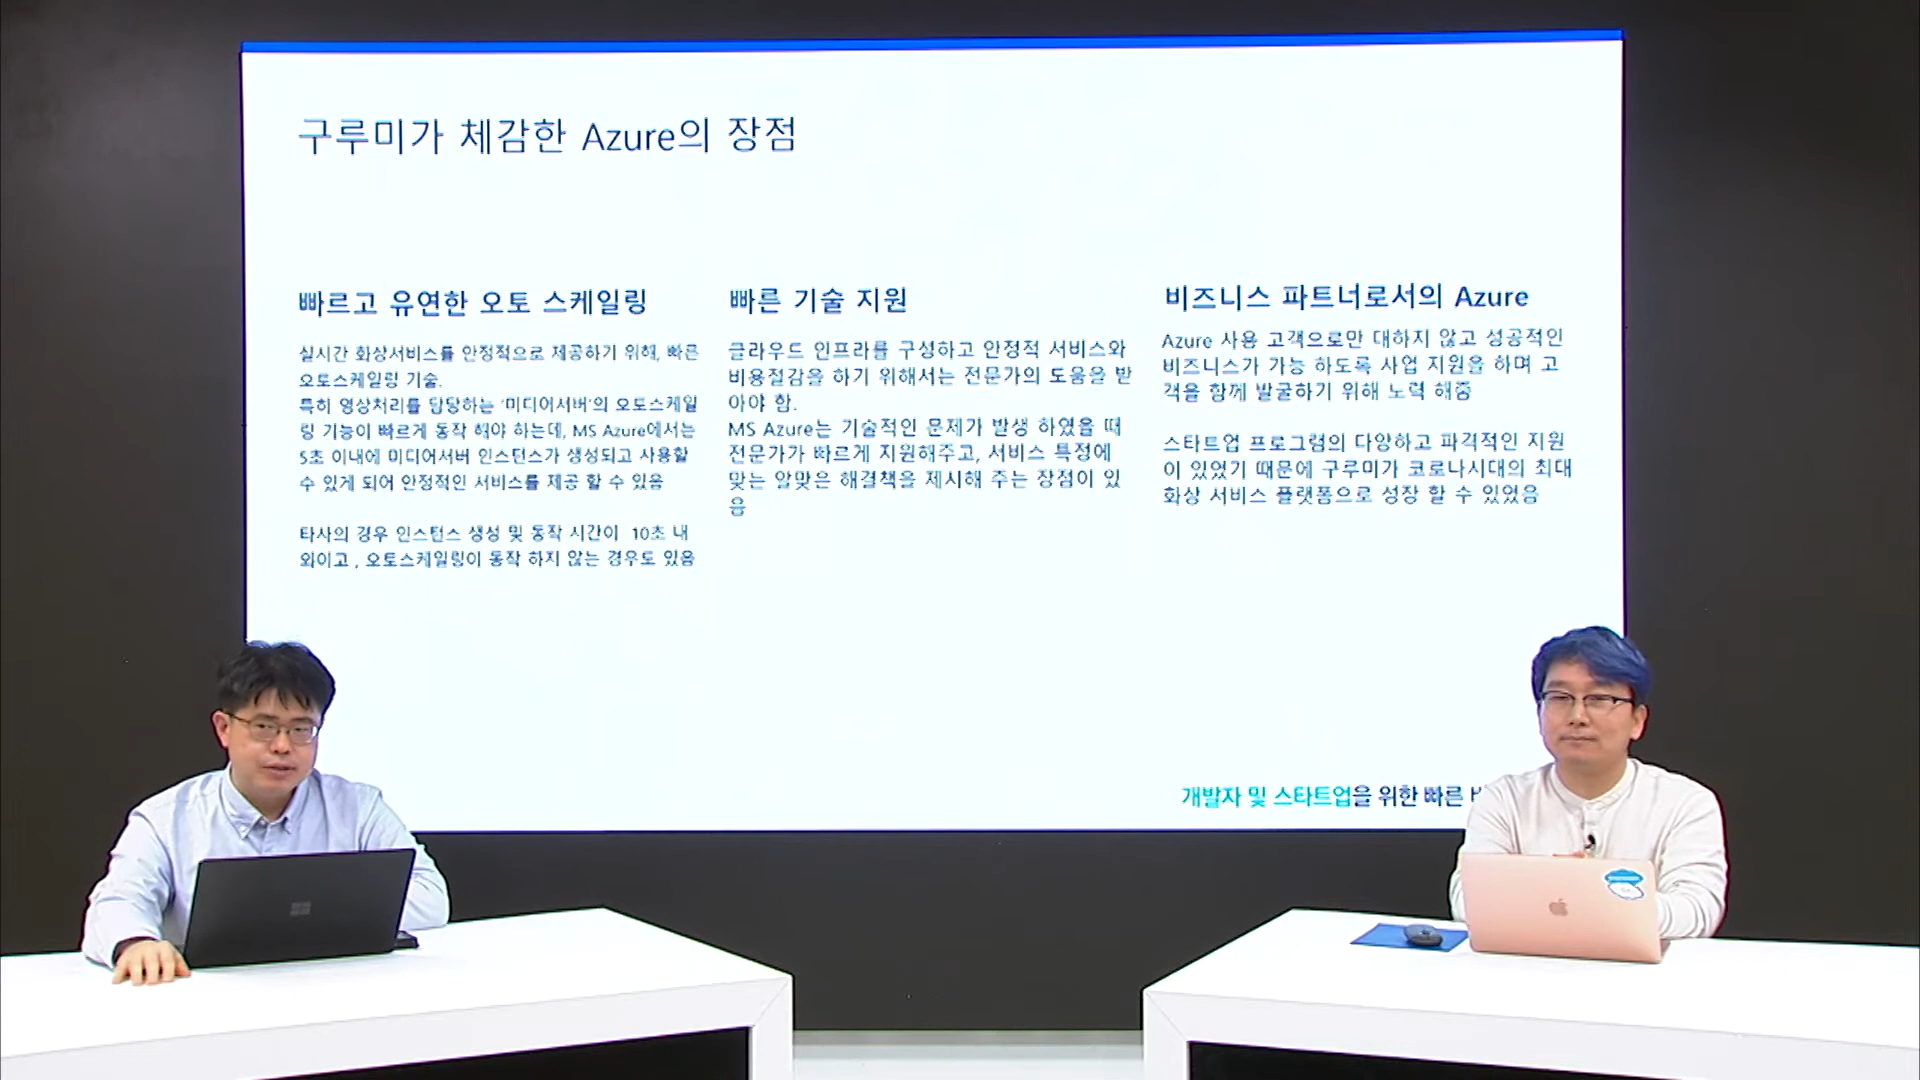 구루미가 체감한 Azure의 장점
빠르고 유연한 오토 스케일링
실시간 화상서비스를 안정적으로 제공하기 위해, 빠른
오토스케일링 기술.
특히 영상처리를 담당하는 '미디어서버'의 오토스케일
링 기능이 빠르게 동작 해야 하는데, MS Azure에서는
5초 이내에 미디어서버 인스턴스가 생성되고 사용할
수 있게 되어 안정적인 서비스를 제공 할 수 있음
타사의 경우 인스턴스 생성 및 동작 시간이 10초 내
외이고 , 오토스케일링이 동작 하지 않는 경우도 있음
빠른 기술 지원
클라우드 인프라를 구성하고 안정적 서비스와
비용절감을 하기 위해서는 전문가의 도움을 받
아야 함.
MS Azure는 기술적인 문제가 발생 하였을 때
전문가가 빠르게 지원해주고, 서비스 특정에
맞는 알맞은 해결책을 제시해 주는 장점이 있
음
비즈니스 파트너로서의 Azure
Azure 사용 고객으로만 대하지 않고 성공적인
비즈니스가 가능 하도록 사업 지원을 하며 고
객을 함께 발굴하기 위해 노력 해줌
스타트업 프로그램의 다양하고 파격적인 지원
이 있었기 때문에 구루미가 코로나시대의 최대
화상 서비스 플랫폼으로 성장 할 수 있었음
개발자 및 스타트업을 위한 빠른